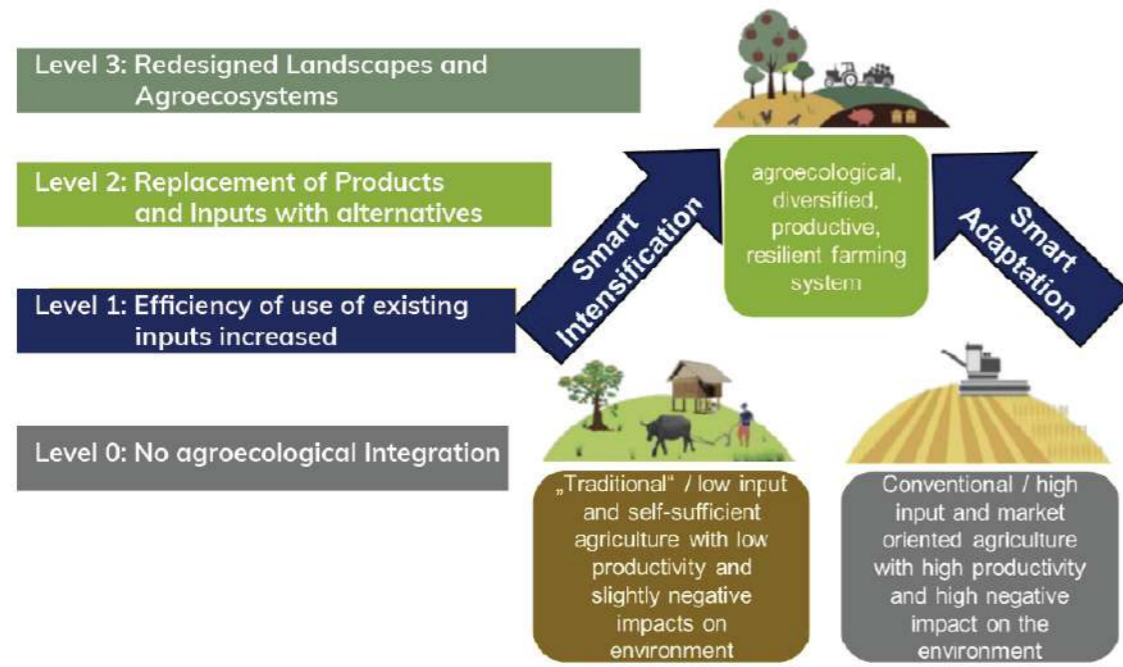 Level 3: Redesigned Landscapes and
Agroecosystems
Level 2: Replacement of Products
and Inputs with alternatives
Level 1: Efficiency of use of existing
inputs increased
Level 0: No agroecological Integration
agroecological,
diversified,
productive,
resilient farming
system
Smart
Intensification
Smart
Adaptation
„Traditional“ / low input
and self-sufficient
agriculture with low
productivity and
slightly negative
impacts on
environment
Conventional / high
input and market
oriented agriculture
with high productivity
and high negative
impact on the
environment